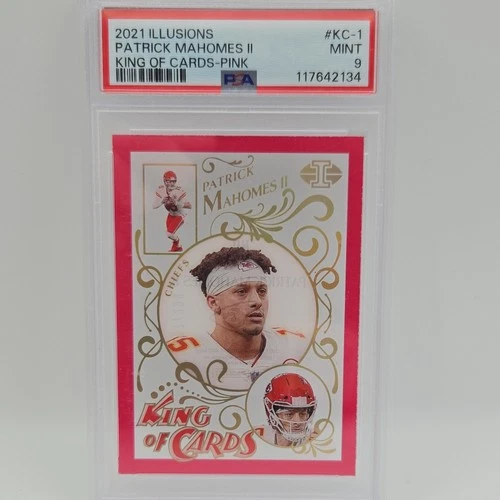 2021 ILLUSIONS #KC-1
PATRICK MAHOMES II MINT
KING OF CARDS-PINK 9
PSA 117642134
PATRICK
MAHOMES II
CHIEFS
15
KING
OF CARDS